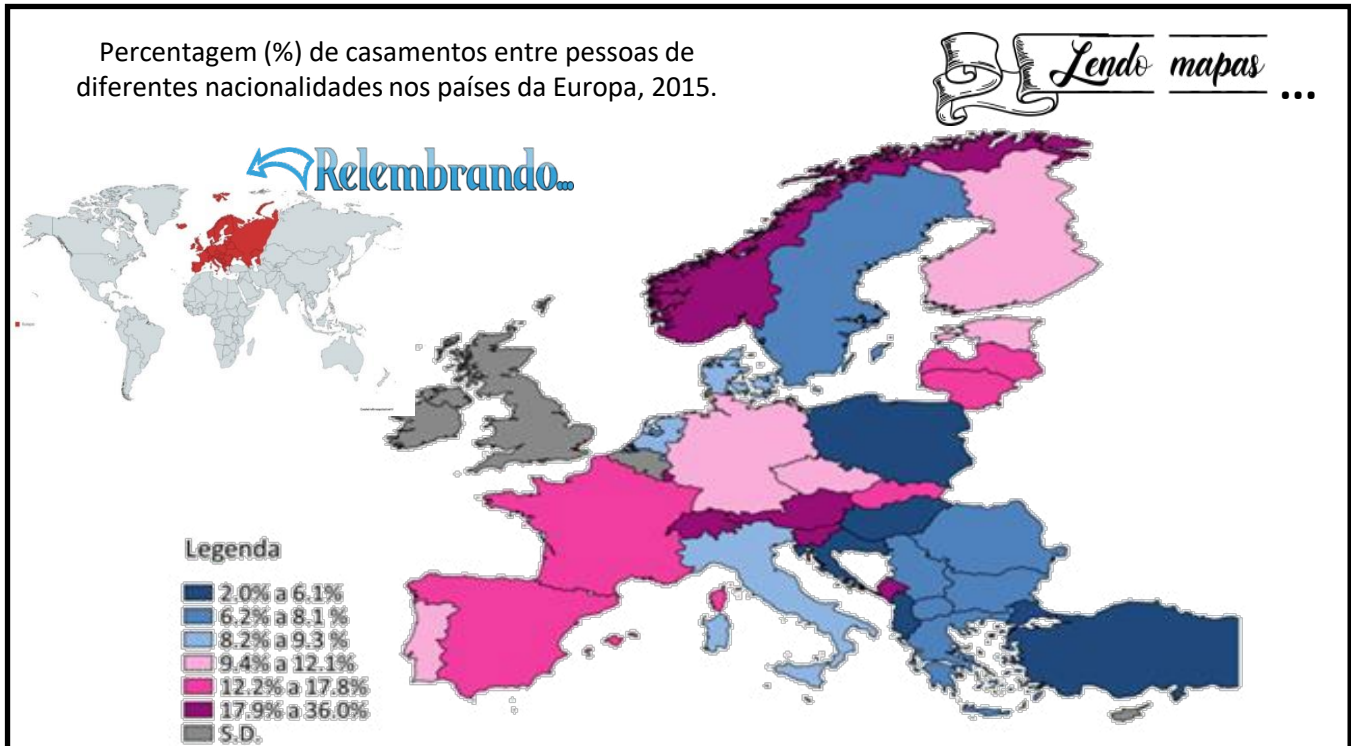 Percentagem (%) de casamentos entre pessoas de
diferentes nacionalidades nos países da Europa, 2015.
Lendo mapas ...
Relembrando...
Legenda
2.0% a 6.1%
6.2% a 8.1 %
8.2% a 9.3 %
9.4% a 12.1%
12.2% a 17.8%
17.9% a 36.0%
S.D.